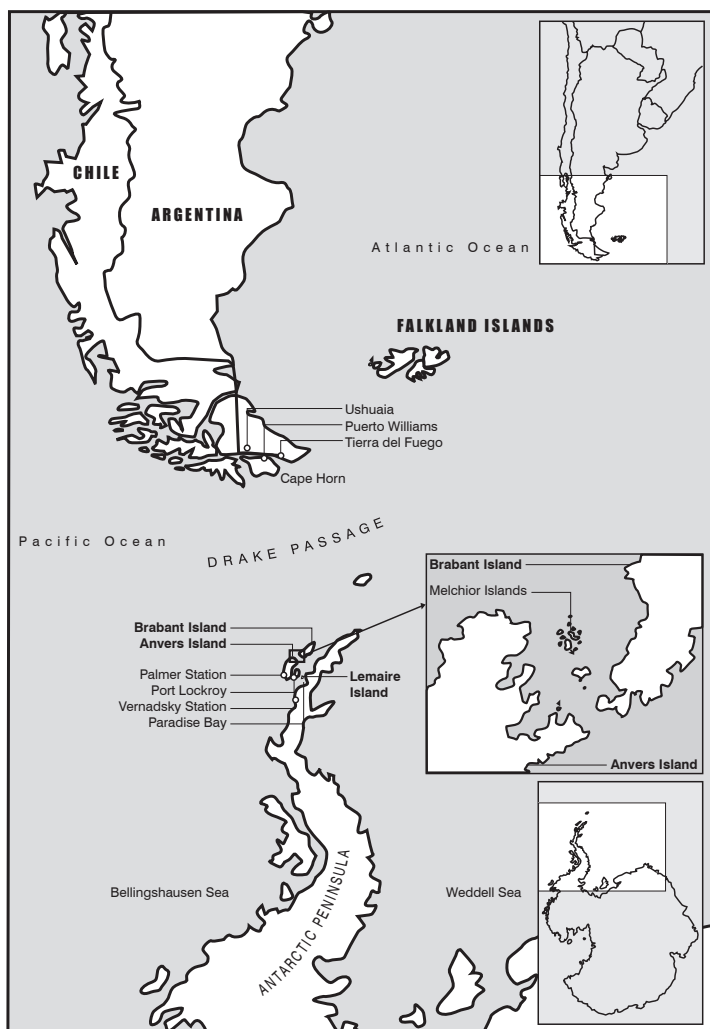 CHILE
ARGENTINA
Atlantic Ocean
FALKLAND ISLANDS
Ushuaia
Puerto Williams
Tierra del Fuego
Cape Horn
Pacific Ocean
DRAKE PASSAGE
Brabant Island
Melchior Islands
Brabant Island
Anvers Island
Palmer Station
Port Lockroy
Vernadsky Station
Paradise Bay
Lemaire
Island
Anvers Island
Bellingshausen Sea
Weddell Sea
ANTARCTIC PENINSULA